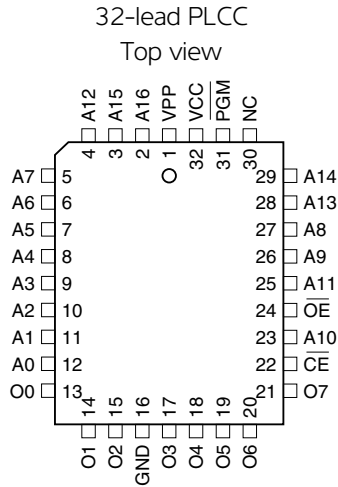 32-lead PLCC
Top view
A12 A15 A16 VPP VCC PGM NC
4 3 2 1 32 31 30
A7 5 29 A14
A6 6 28 A13
A5 7 27 A8
A4 8 26 A9
A3 9 25 A11
A2 10 24 OE
A1 11 23 A10
A0 12 22 CE
O0 13 21 O7
14 15 16 17 18 19 20
O1 O2 GND O3 O4 O5 O6